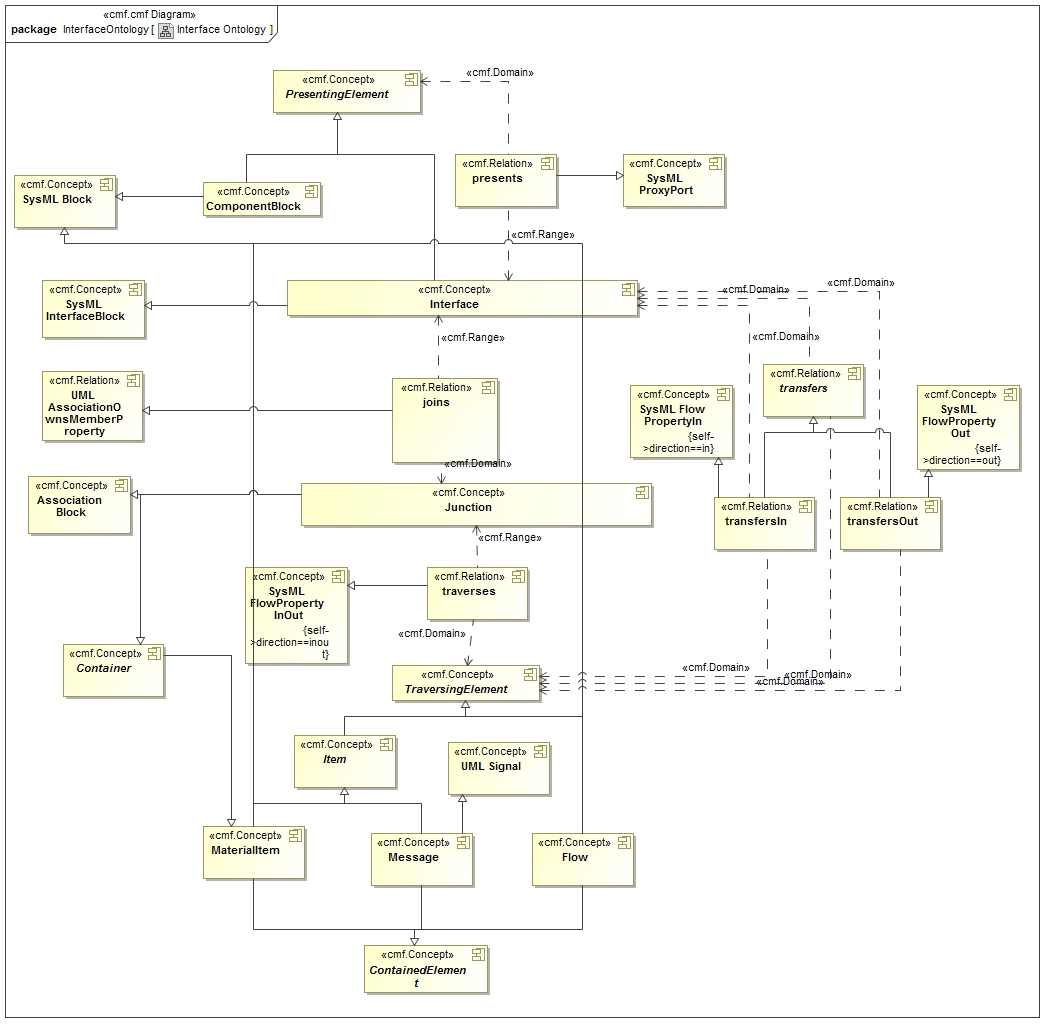 «cmf.cmf Diagram»
package InterfaceOntology [ Interface Ontology ]
«cmf.Concept»
PresentingElement
«cmf.Domain»
«cmf.Relation»
presents
«cmf.Concept»
SysML
ProxyPort
«cmf.Concept»
SysML Block
«cmf.Concept»
ComponentBlock
«cmf.Range»
«cmf.Concept»
SysML
InterfaceBlock
«cmf.Concept»
Interface
«cmf.Domain»
«cmf.Domain»
«cmf.Domain»
«cmf.Range»
«cmf.Relation»
UML
AssociationO
wnsMemberP
roperty
«cmf.Relation»
joins
«cmf.Relation»
transfers
«cmf.Concept»
SysML Flow
PropertyIn
{self-
>direction==in}
«cmf.Concept»
SysML
FlowProperty
Out
{self-
>direction==out}
«cmf.Domain»
«cmf.Concept»
Association
Block
«cmf.Concept»
Junction
«cmf.Relation»
transfersIn
«cmf.Relation»
transfersOut
«cmf.Range»
«cmf.Concept»
SysML
FlowProperty
InOut
{self-
>direction==inou
t}
«cmf.Relation»
traverses
«cmf.Domain»
«cmf.Concept»
Container
«cmf.Concept»
TraversingElement
«cmf.Domain»
«cmf.Domain»
«cmf.Domain»
«cmf.Concept»
Item
«cmf.Concept»
UML Signal
«cmf.Concept»
MaterialItem
«cmf.Concept»
Message
«cmf.Concept»
Flow
«cmf.Concept»
ContainedElemen
t